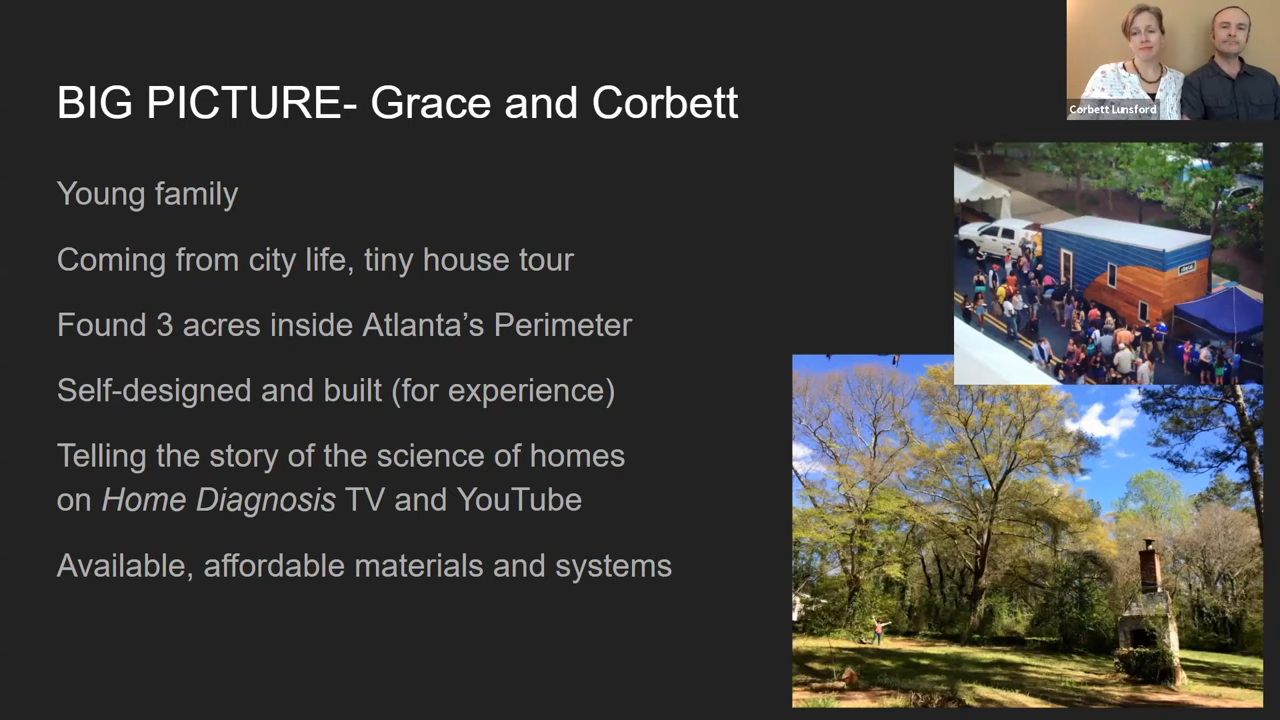 BIG PICTURE- Grace and Corbett
Corbett Lunsford
Young family
Coming from city life, tiny house tour
Found 3 acres inside Atlanta’s Perimeter
Self-designed and built (for experience)
Telling the story of the science of homes
on Home Diagnosis TV and YouTube
Available, affordable materials and systems